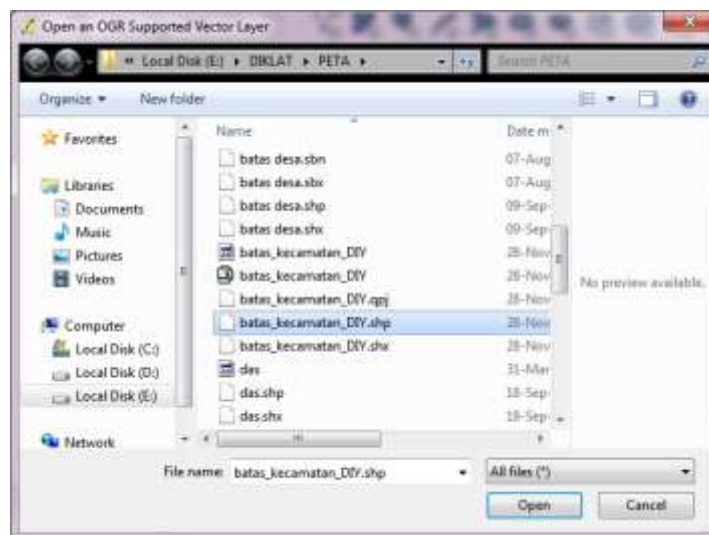 Open an OGR Supported Vector Layer
Local Disk (E:) DIKLAT PETA
Search PETA
Organize
New folder
Favorites
Libraries
Documents
Music
Pictures
Videos
Computer
Local Disk (C:)
Local Disk (D:)
Local Disk (E:)
Network
Name
Date m
batas desa.sbn
07-Aug
batas desa.sbx
07-Aug
batas desa.shp
09-Sep-
batas desa.shx
09-Sep-
batas_kecamatan_DIY
28-Nov
batas_kecamatan_DIY
28-Nov
batas_kecamatan_DIY.qpj
28-Nov
batas_kecamatan_DIY.shp
28-Nov
batas_kecamatan_DIY.shx
28-Nov
das
31-Mar
das.shp
18-Sep-
das.shx
18-Sep-
No preview available.
File name: batas_kecamatan_DIY.shp
All files (*)
Open
Cancel